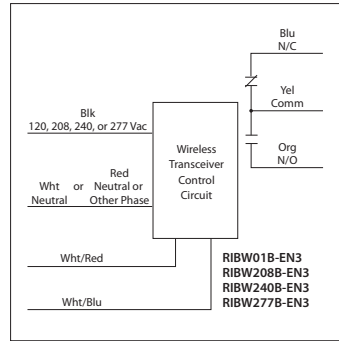 Blu
N/C
Yel
Comm
Org
N/O
Blk
120, 208, 240, or 277 Vac
Red
Wht or Neutral or
Neutral Other Phase
Wireless
Transceiver
Control
Circuit
Wht/Red
Wht/Blu
RIBW01B-EN3
RIBW208B-EN3
RIBW240B-EN3
RIBW277B-EN3